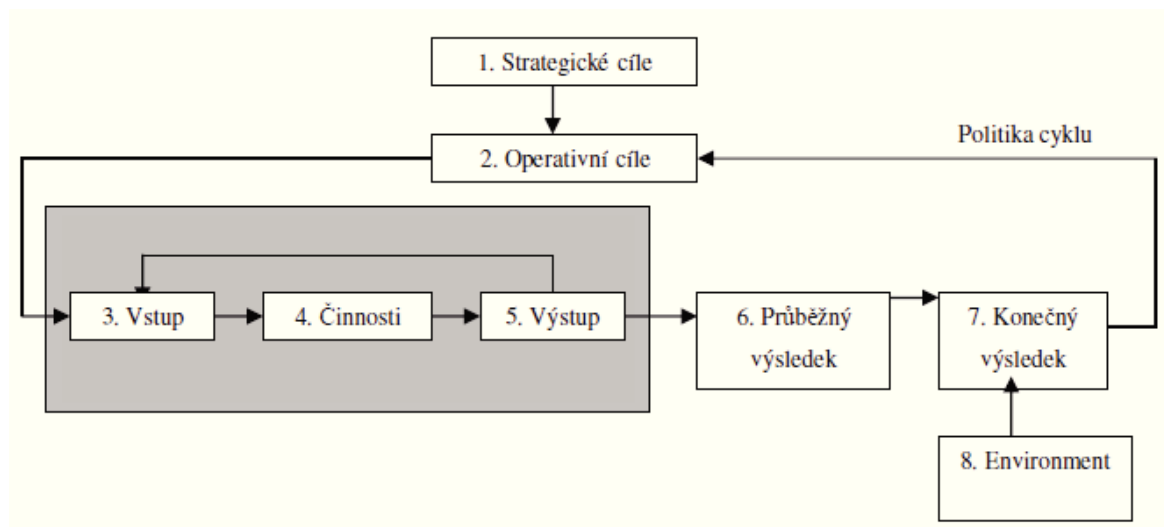 1. Strategické cíle
Politika cyklu
2. Operativní cíle
3. Vstup
4. Činnosti
5. Výstup
6. Průběžný
výsledek
7. Konečný
výsledek
8. Environment